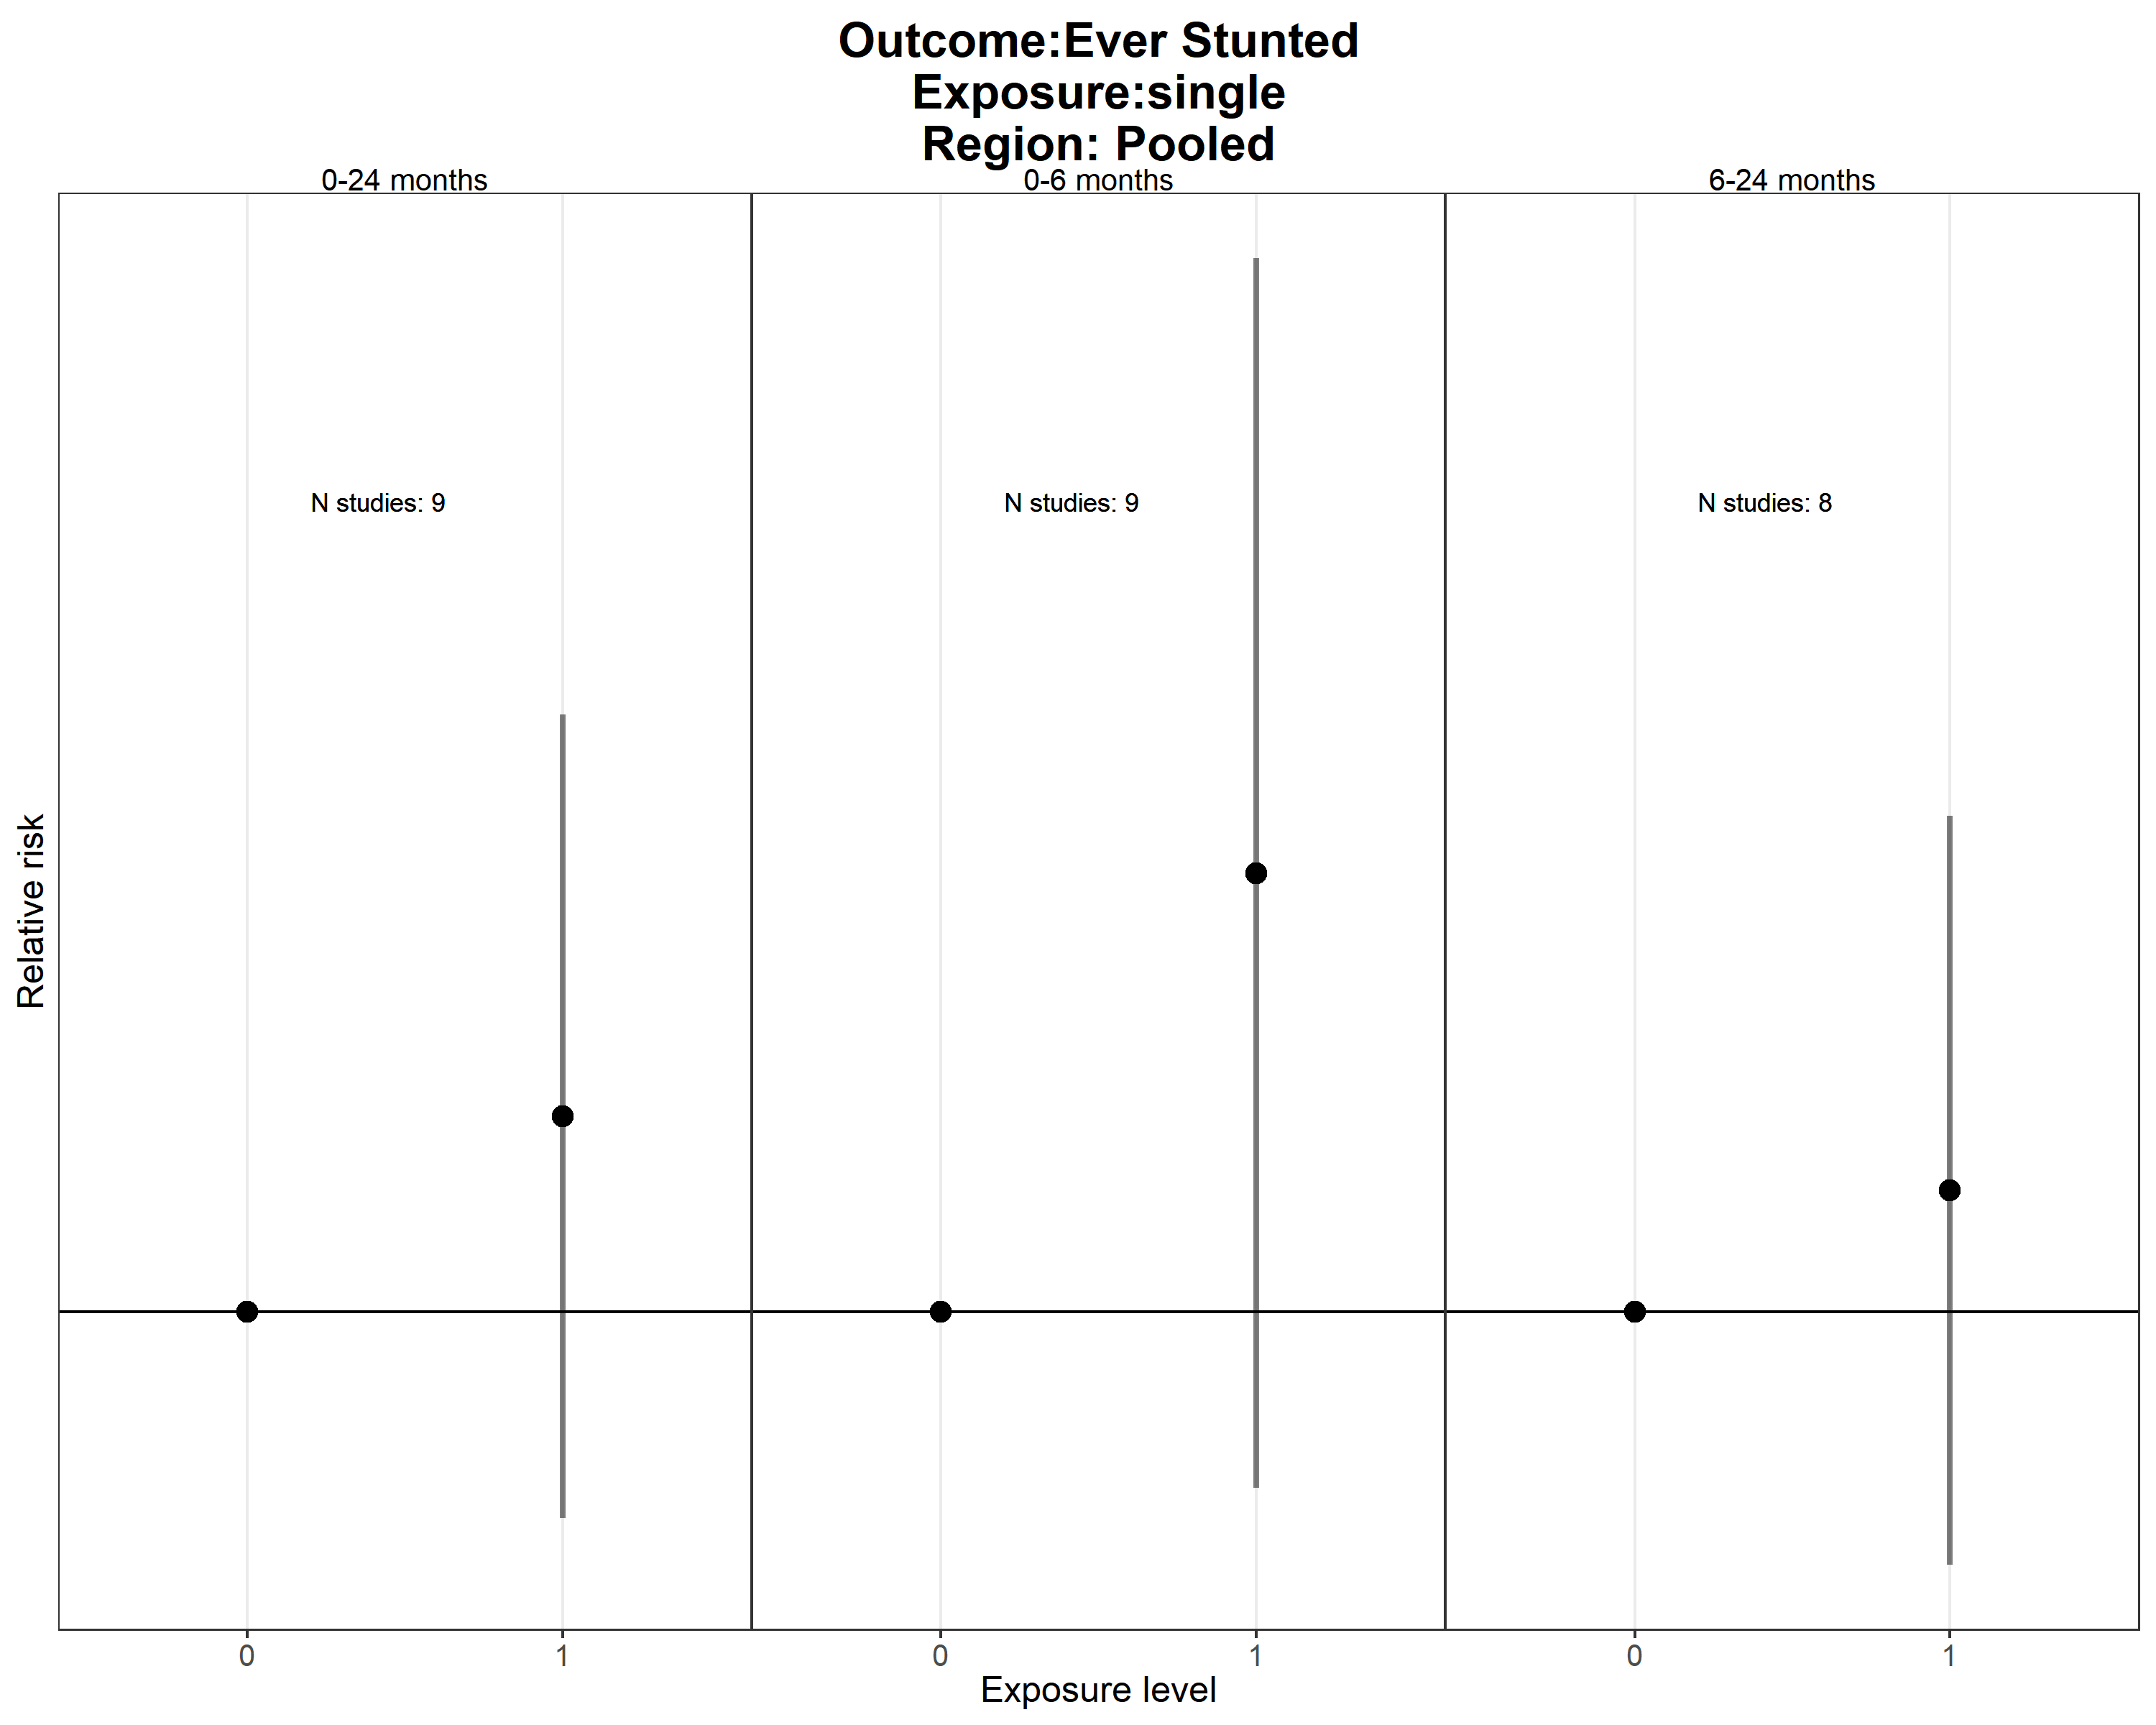 Outcome:Ever Stunted
Exposure:single
Region: Pooled
0-24 months
0-6 months
6-24 months
N studies: 9
N studies: 9
N studies: 8
Relative risk
0
1
0
1
0
1
Exposure level